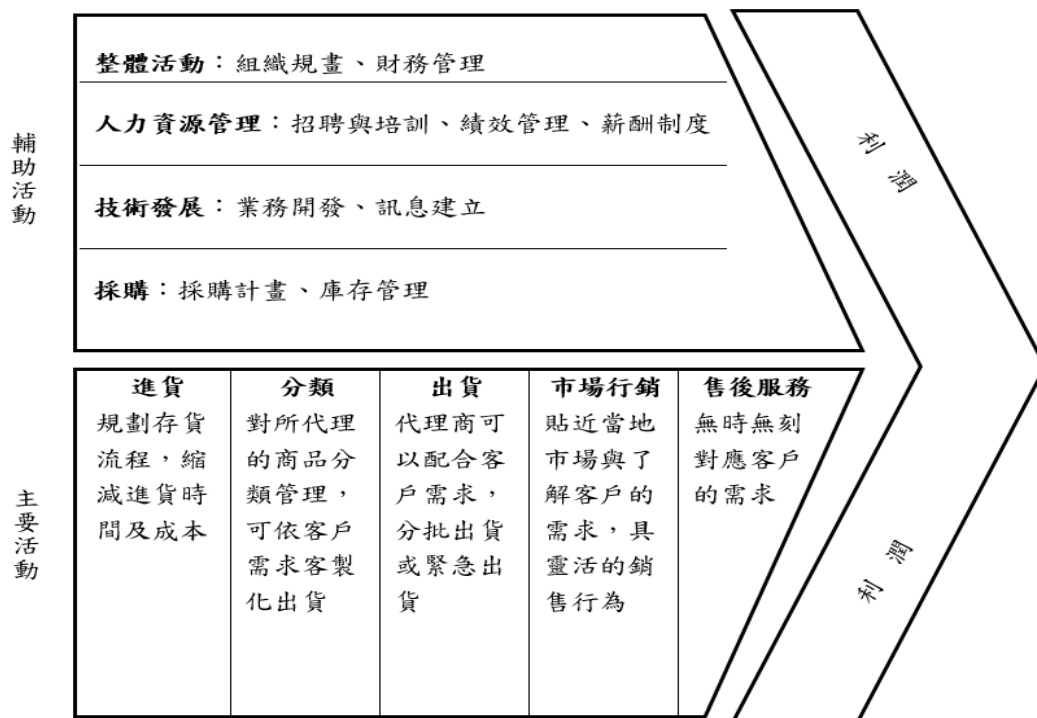 輔助活動
整體活動：組織規畫、財務管理
人力資源管理：招聘與培訓、績效管理、薪酬制度
技術發展：業務開發、訊息建立
採購：採購計畫、庫存管理
利潤
主要活動
進貨
規劃存貨
流程，縮
減進貨時
間及成本
分類
對所代理
的商品分
類管理，
可依客戶
需求客製
化出貨
出貨
代理商可
以配合客
戶需求，
分批出貨
或緊急出
貨
市場行銷
貼近當地
市場與了
解客戶的
需求，具
靈活的銷
售行為
售後服務
無時無刻
對應客戶
的需求
利潤